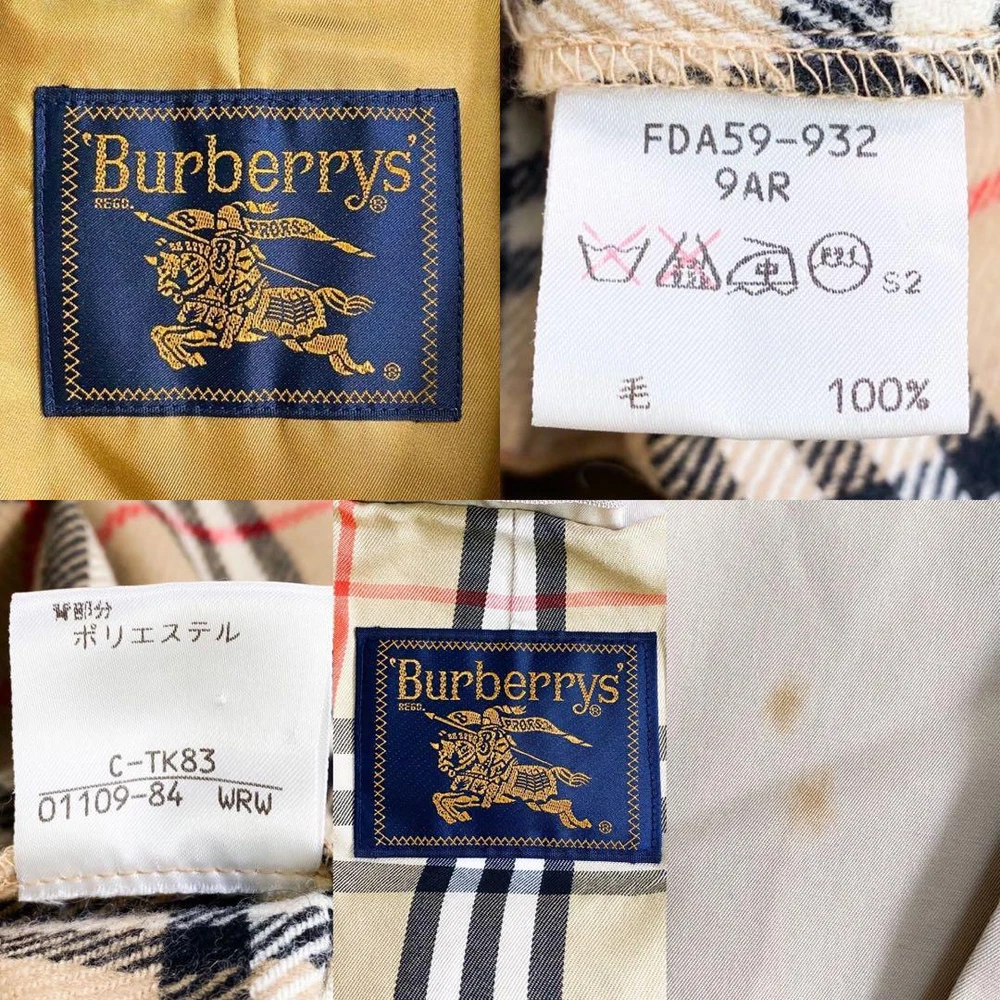 'Burberrys'
REGD.
®
PRORSUM
®
FDA59-932
9AR
S2
毛 100%
背部分
ポリエステル
C-TK83
01109-84 WRW
'Burberrys'
REGD.
®
®